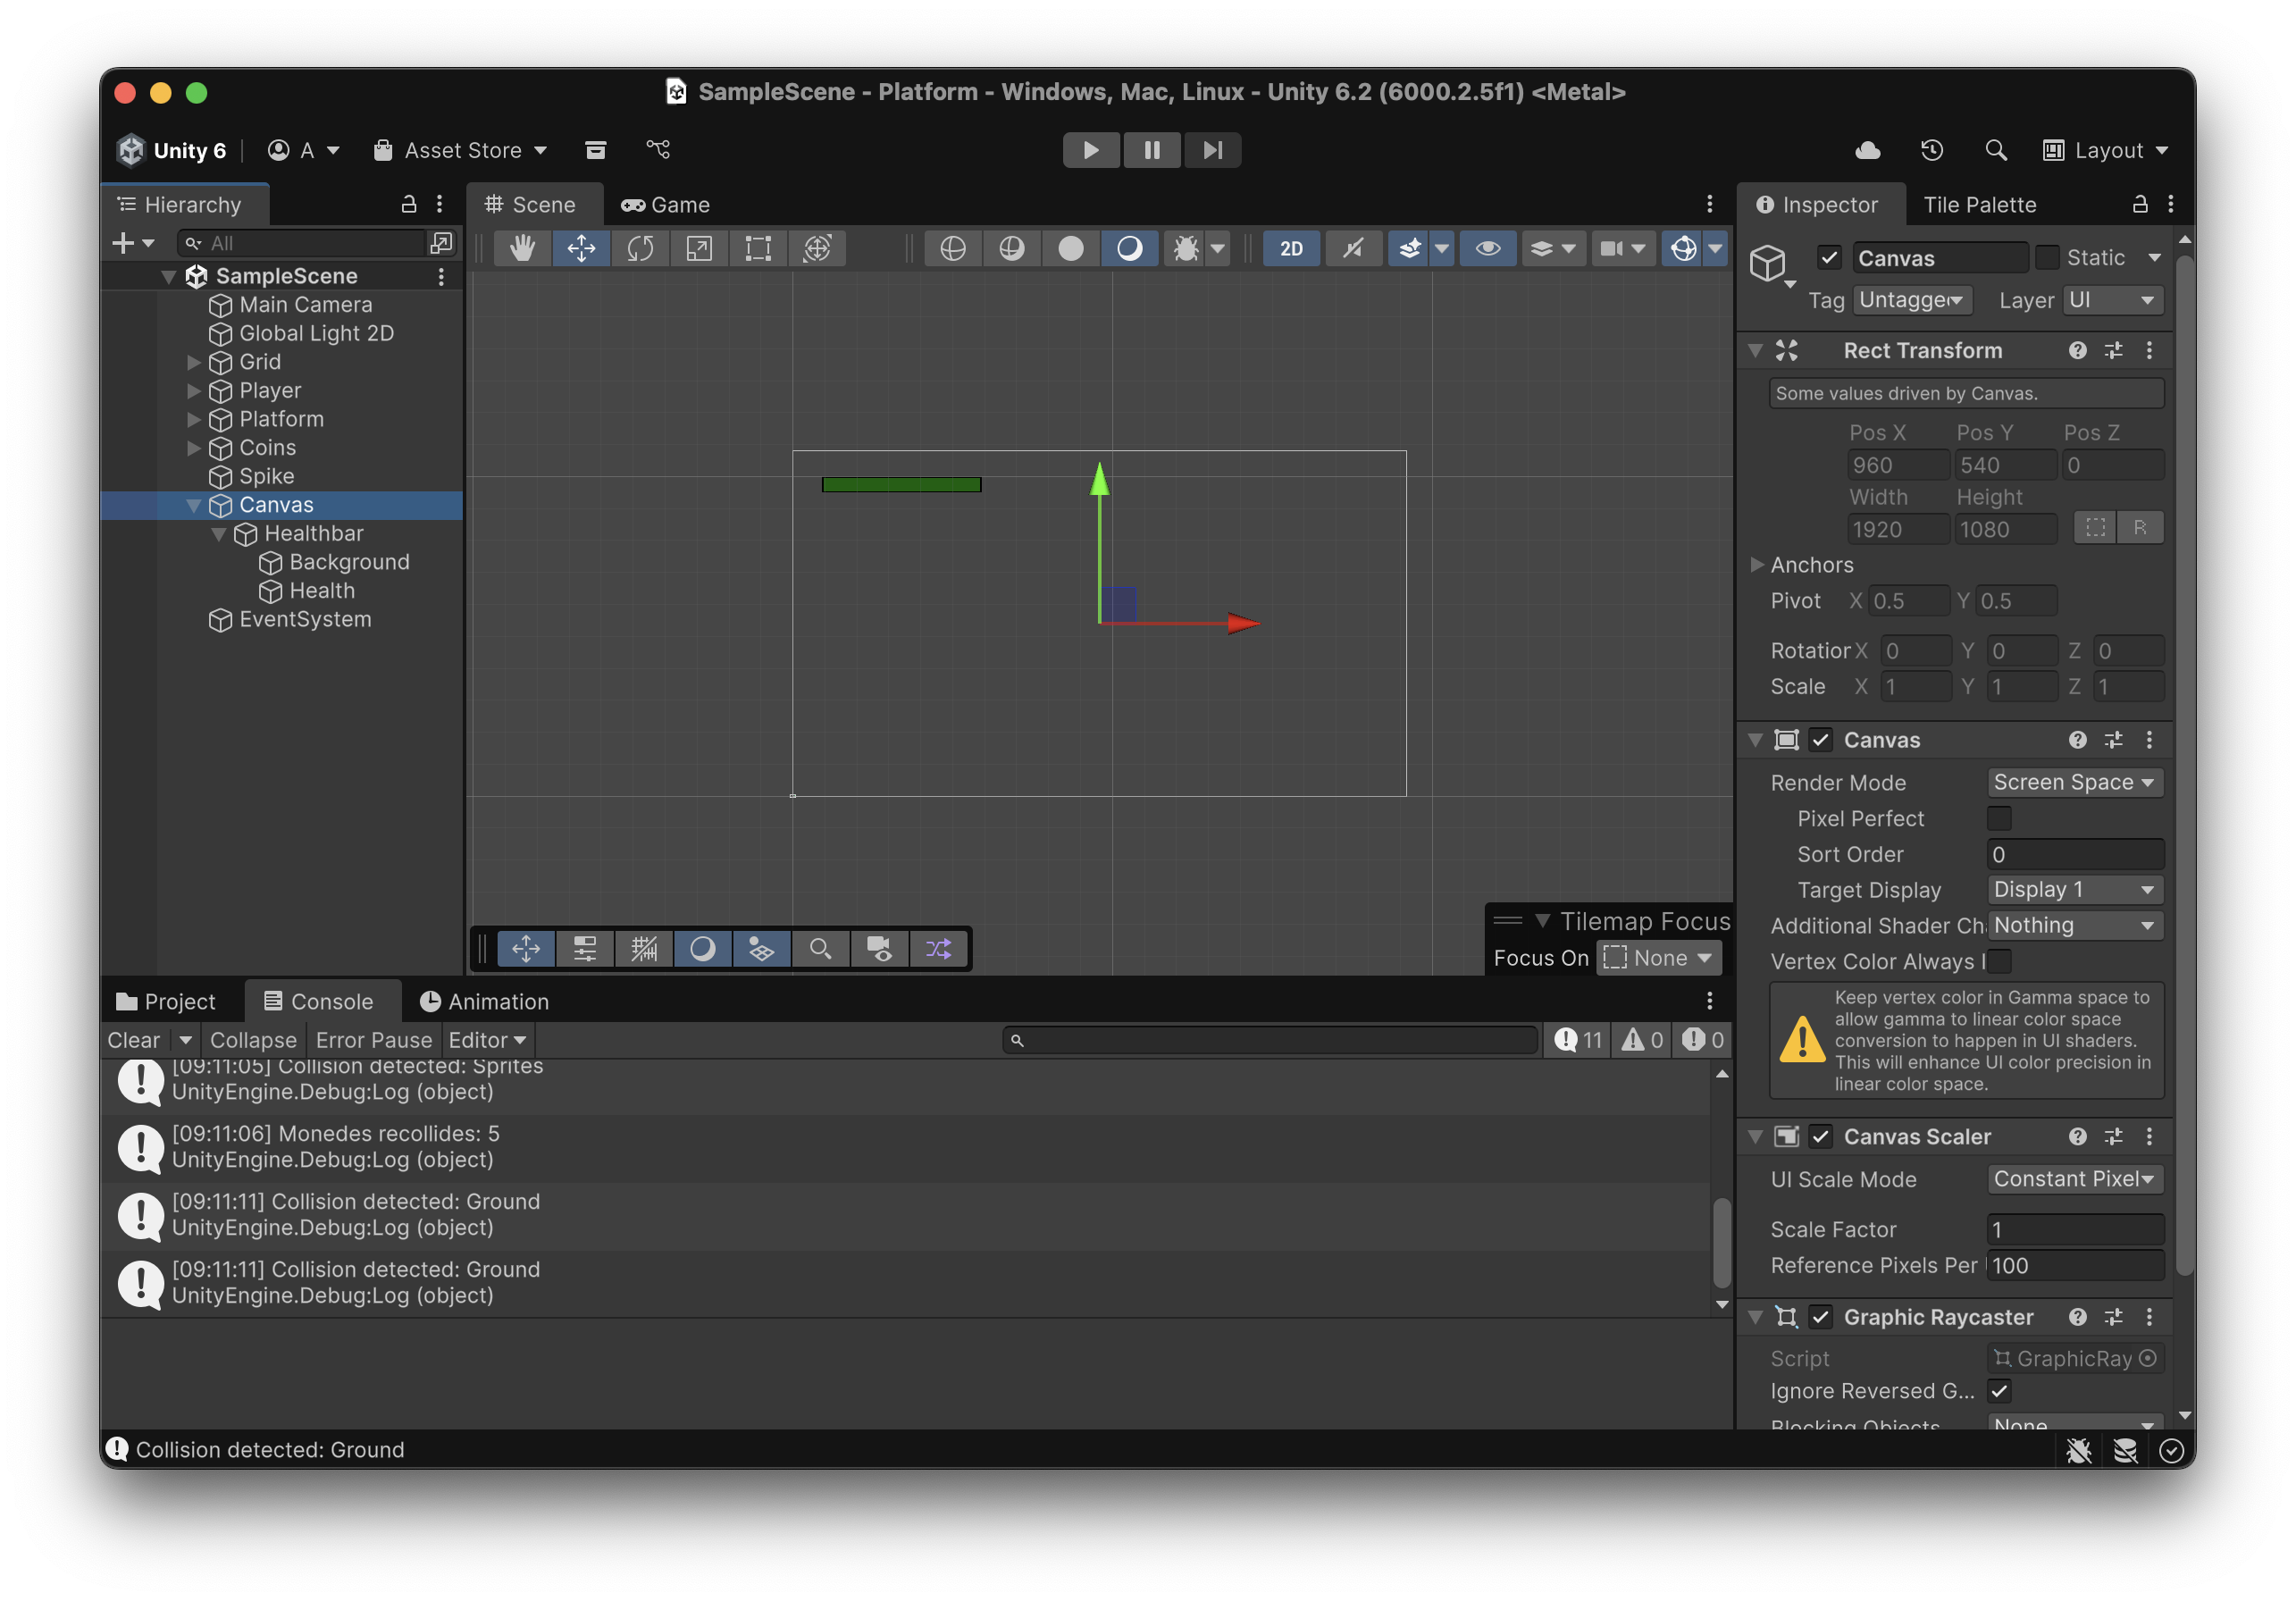 SampleScene - Platform - Windows, Mac, Linux - Unity 6.2 (6000.2.5f1) <Metal>
Unity 6
A
Asset Store
Layout
Hierarchy
All
SampleScene
Main Camera
Global Light 2D
Grid
Player
Platform
Coins
Spike
Canvas
Healthbar
Background
Health
EventSystem
Scene
Game
2D
Tilemap Focus
Focus On
None
Project
Console
Animation
Clear
Collapse
Error Pause
Editor
11
0
0
[09:11:05] Collision detected: Sprites
UnityEngine.Debug:Log (object)
[09:11:06] Monedes recollides: 5
UnityEngine.Debug:Log (object)
[09:11:11] Collision detected: Ground
UnityEngine.Debug:Log (object)
[09:11:11] Collision detected: Ground
UnityEngine.Debug:Log (object)
Collision detected: Ground
Inspector
Tile Palette
Canvas
Static
Tag
Untagge
Layer
UI
Rect Transform
Some values driven by Canvas.
Pos X Pos Y Pos Z
960 540 0
Width Height
1920 1080
R
Anchors
Pivot X 0.5 Y 0.5
Rotation X 0 Y 0 Z 0
Scale X 1 Y 1 Z 1
Canvas
Render Mode Screen Space
Pixel Perfect
Sort Order 0
Target Display Display 1
Additional Shader Ch Nothing
Vertex Color Always I
Keep vertex color in Gamma space to
allow gamma to linear color space
conversion to happen in UI shaders.
This will enhance UI color precision in
linear color space.
Canvas Scaler
UI Scale Mode Constant Pixel
Scale Factor 1
Reference Pixels Per 100
Graphic Raycaster
Script GraphicRay
Ignore Reversed G...
Blocking Objects None